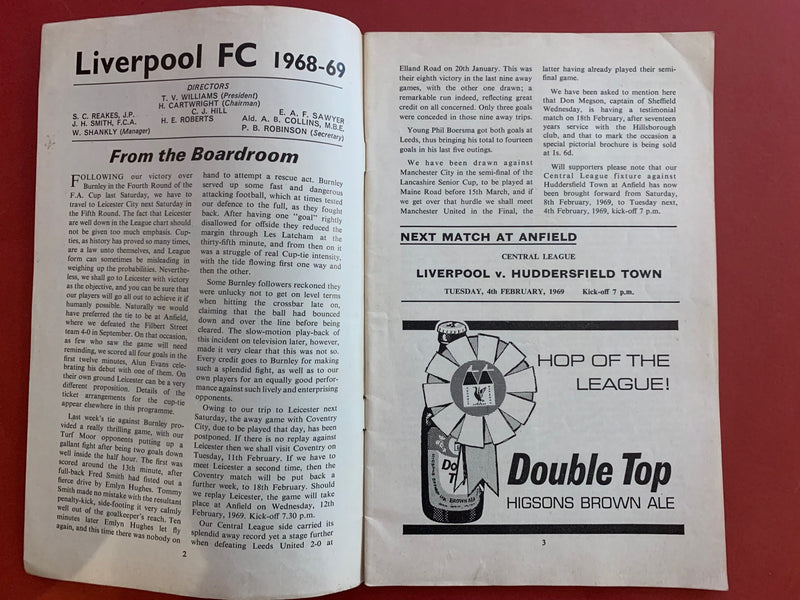 Liverpool FC 1968-69
DIRECTORS
T. V. WILLIAMS (President)
H. CARTWRIGHT (Chairman)
S. C. REAKES, J.P.
C. J. HILL
E. A. F. SAWYER
J. H. SMITH, F.C.A.
H. E. ROBERTS
Ald. A. B. COLLINS, M.B.E.
W. SHANKLY (Manager)
P. B. ROBINSON (Secretary)
From the Boardroom
FOLLOWING our victory over
Burnley in the Fourth Round of the
F.A. Cup last Saturday, we have to
travel to Leicester City next Saturday
in the Fifth Round. The fact that Leicester
are well down in the League chart should
not be given too much emphasis. Cup-
ties, as history has proved so many times,
are a law unto themselves, and League
form can sometimes be misleading in
weighing up the probabilities. Neverthe-
less, we shall go to Leicester with victory
as the objective, and you can be sure that
our players will go all out to achieve it if
humanly possible. Naturally we would
have preferred the tie to be at Anfield,
where we defeated the Filbert Street
team 4-0 in September. On that occasion,
as few who saw the game will need
reminding, we scored all four goals in the
first twelve minutes, Alun Evans cele-
brating his debut with one of them. On
their own ground Leicester can be a very
different proposition. Details of the
ticket arrangements for the cup-tie
appear elsewhere in this programme.
Last week's tie against Burnley pro-
vided a really thrilling game, with our
Turf Moor opponents putting up a
gallant fight after being two goals down
well inside the half hour. The first was
scored around the 13th minute, after
full-back Fred Smith had fisted out a
fierce drive by Emlyn Hughes. Tommy
Smith made no mistake with the resultant
penalty-kick, side-footing it very calmly
well out of the goalkeeper's reach. Ten
minutes later Emlyn Hughes let fly
again, and this time there was nobody on
hand to attempt a rescue act. Burnley
served up some fast and dangerous
attacking football, which at times tested
our defence to the full, as they fought
back. After having one "goal" rightly
disallowed for offside they reduced the
margin through Les Latcham at the
thirty-fifth minute, and from then on it
was a struggle of real Cup-tie intensity,
with the tide flowing first one way and
then the other.
Some Burnley followers reckoned they
were unlucky not to get on level terms
when hitting the crossbar late on,
claiming that the ball had bounced
down and over the line before being
cleared. The slow-motion play-back of
this incident on television later, however,
made it very clear that this was not so.
Every credit goes to Burnley for making
such a splendid fight, as well as to our
own players for an equally good perfor-
mance against such lively and enterprising
opponents.
Owing to our trip to Leicester next
Saturday, the away game with Coventry
City, due to be played that day, has been
postponed. If there is no replay against
Leicester then we shall visit Coventry on
Tuesday, 11th February. If we have to
meet Leicester a second time, then the
Coventry match will be put back a
further week, to 18th February. Should
we replay Leicester, the game will take
place at Anfield on Wednesday, 12th
February, 1969. Kick-off 7.30 p.m.
Our Central League side carried its
splendid away record yet a stage further
when defeating Leeds United 2-0 at
2
Elland Road on 20th January. This was
their eighth victory in the last nine away
games, with the other one drawn; a
remarkable run indeed, reflecting great
credit on all concerned. Only three goals
were conceded in those nine away trips.
Young Phil Boersma got both goals at
Leeds, thus bringing his total to fourteen
goals in his last five outings.
We have been drawn against
Manchester City in the semi-final of the
Lancashire Senior Cup, to be played at
Maine Road before 15th March, and if
we get over that hurdle we shall meet
Manchester United in the Final, the
latter having already played their semi-
final game.
We have been asked to mention here
that Don Megson, captain of Sheffield
Wednesday, is having a testimonial
match on 18th February, after seventeen
years service with the Hillsborough
club, and that to mark the occasion a
special pictorial brochure is being sold
at 1s. 6d.
Will supporters please note that our
Central League fixture against
Huddersfield Town at Anfield has now
been brought forward from Saturday,
8th February, 1969, to Tuesday next,
4th February, 1969, kick-off 7 p.m.
NEXT MATCH AT ANFIELD
CENTRAL LEAGUE
LIVERPOOL v. HUDDERSFIELD TOWN
TUESDAY, 4th FEBRUARY, 1969 Kick-off 7 p.m.
HOP OF THE
LEAGUE!
Double Top
HIGSONS BROWN ALE
3